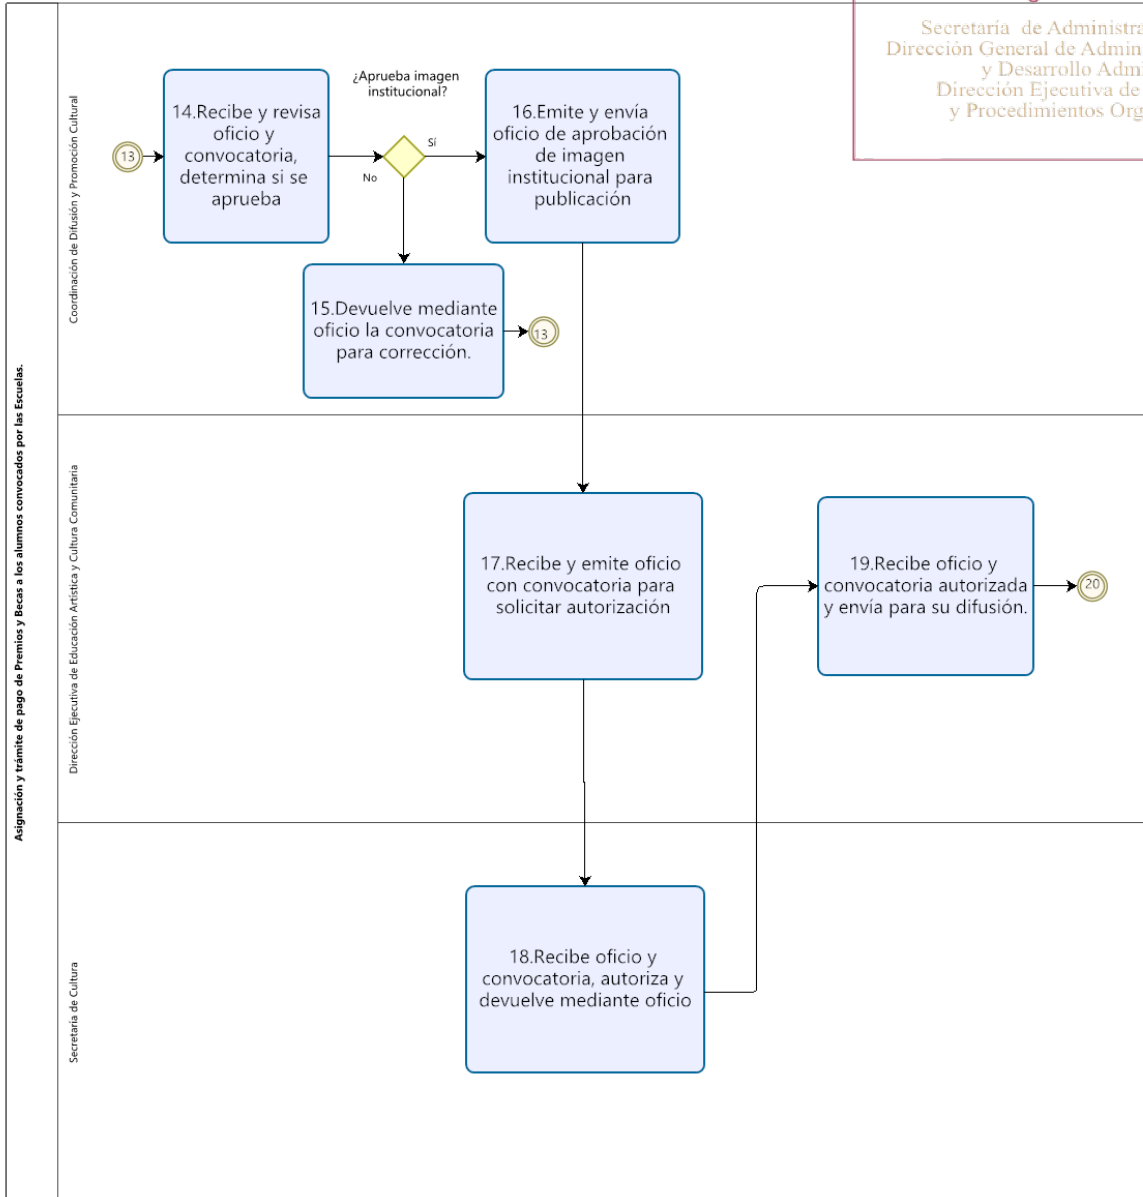 Secretaría de Administra
Dirección General de Admin
y Desarrollo Admi
Dirección Ejecutiva de
y Procedimientos Org
Asignación y trámite de pago de Premios y Becas a los alumnos convocados por las Escuelas.
Coordinación de Difusión y Promoción Cultural
13
14.Recibe y revisa
oficio y
convocatoria,
determina si se
aprueba
¿Aprueba imagen
institucional?
Sí
No
16.Emite y envía
oficio de aprobación
de imagen
institucional para
publicación
15.Devuelve mediante
oficio la convocatoria
para corrección.
13
Dirección Ejecutiva de Educación Artística y Cultura Comunitaria
17.Recibe y emite oficio
con convocatoria para
solicitar autorización
19.Recibe oficio y
convocatoria autorizada
y envía para su difusión.
20
Secretaria de Cultura
18.Recibe oficio y
convocatoria, autoriza y
devuelve mediante oficio